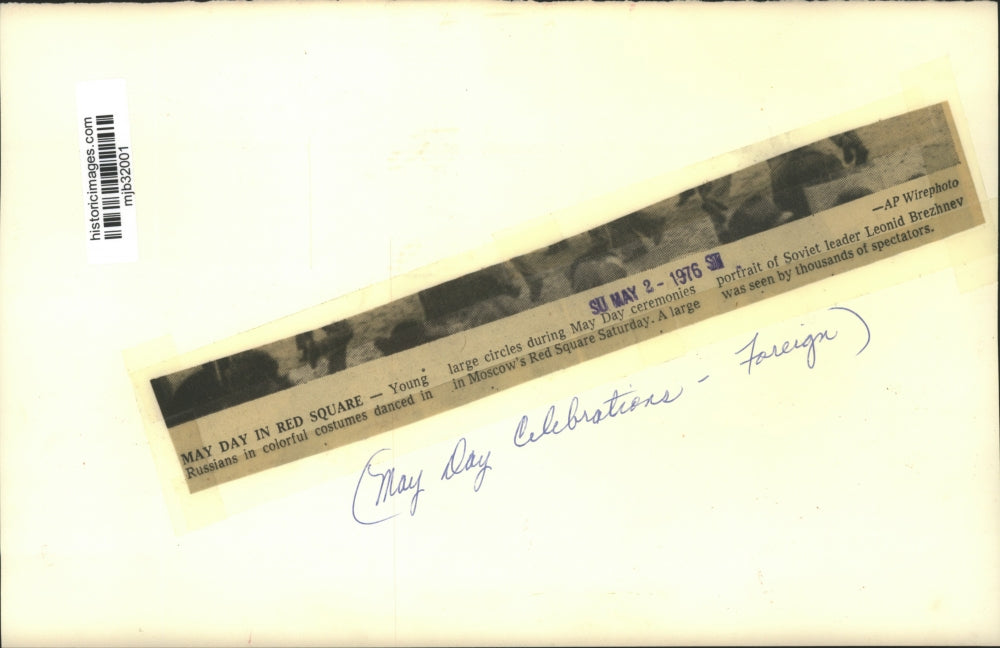 historicimages.com
mjb32001
—AP Wirephoto
SU MAY 2 - 1976
MAY DAY IN RED SQUARE — Young
Russians in colorful costumes danced in
large circles during May Day ceremonies
in Moscow's Red Square Saturday. A large
portrait of Soviet leader Leonid Brezhnev
was seen by thousands of spectators.
(May Day Celebrations - Foreign)